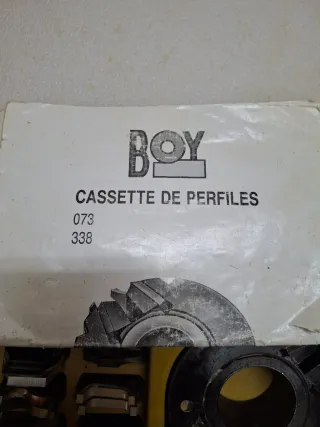 BOY
CASSETTE DE PERFILES
073
338